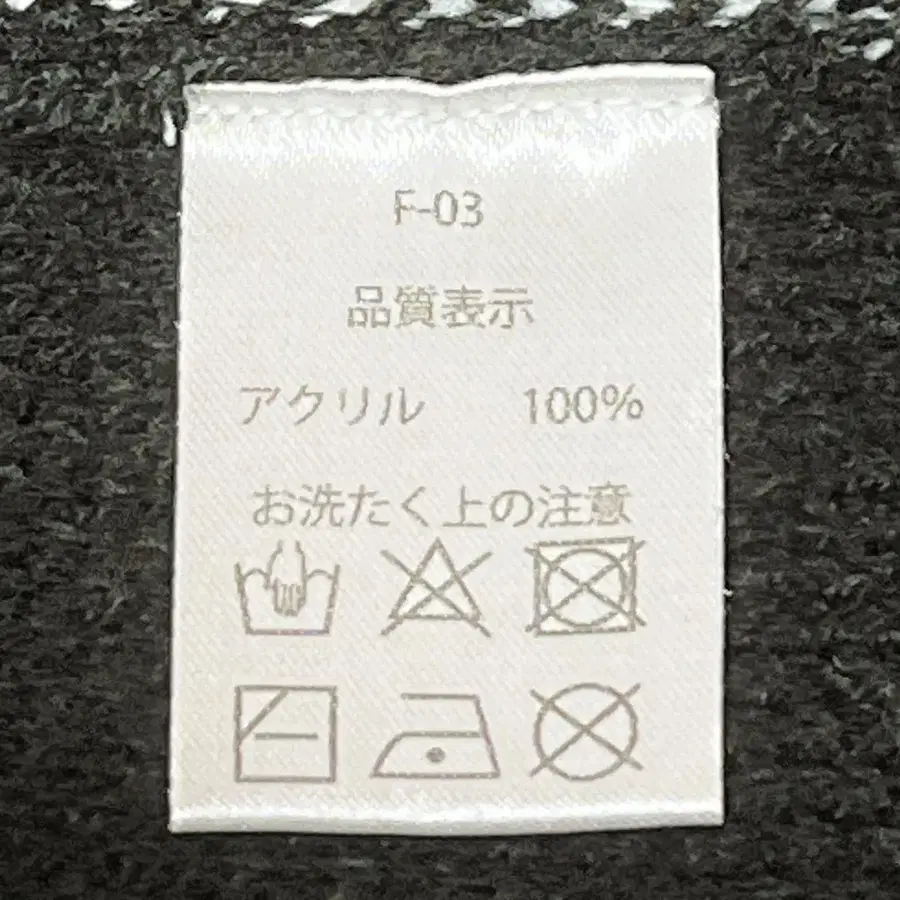 F-03
品質表示
アクリル 100%
お洗たく上の注意